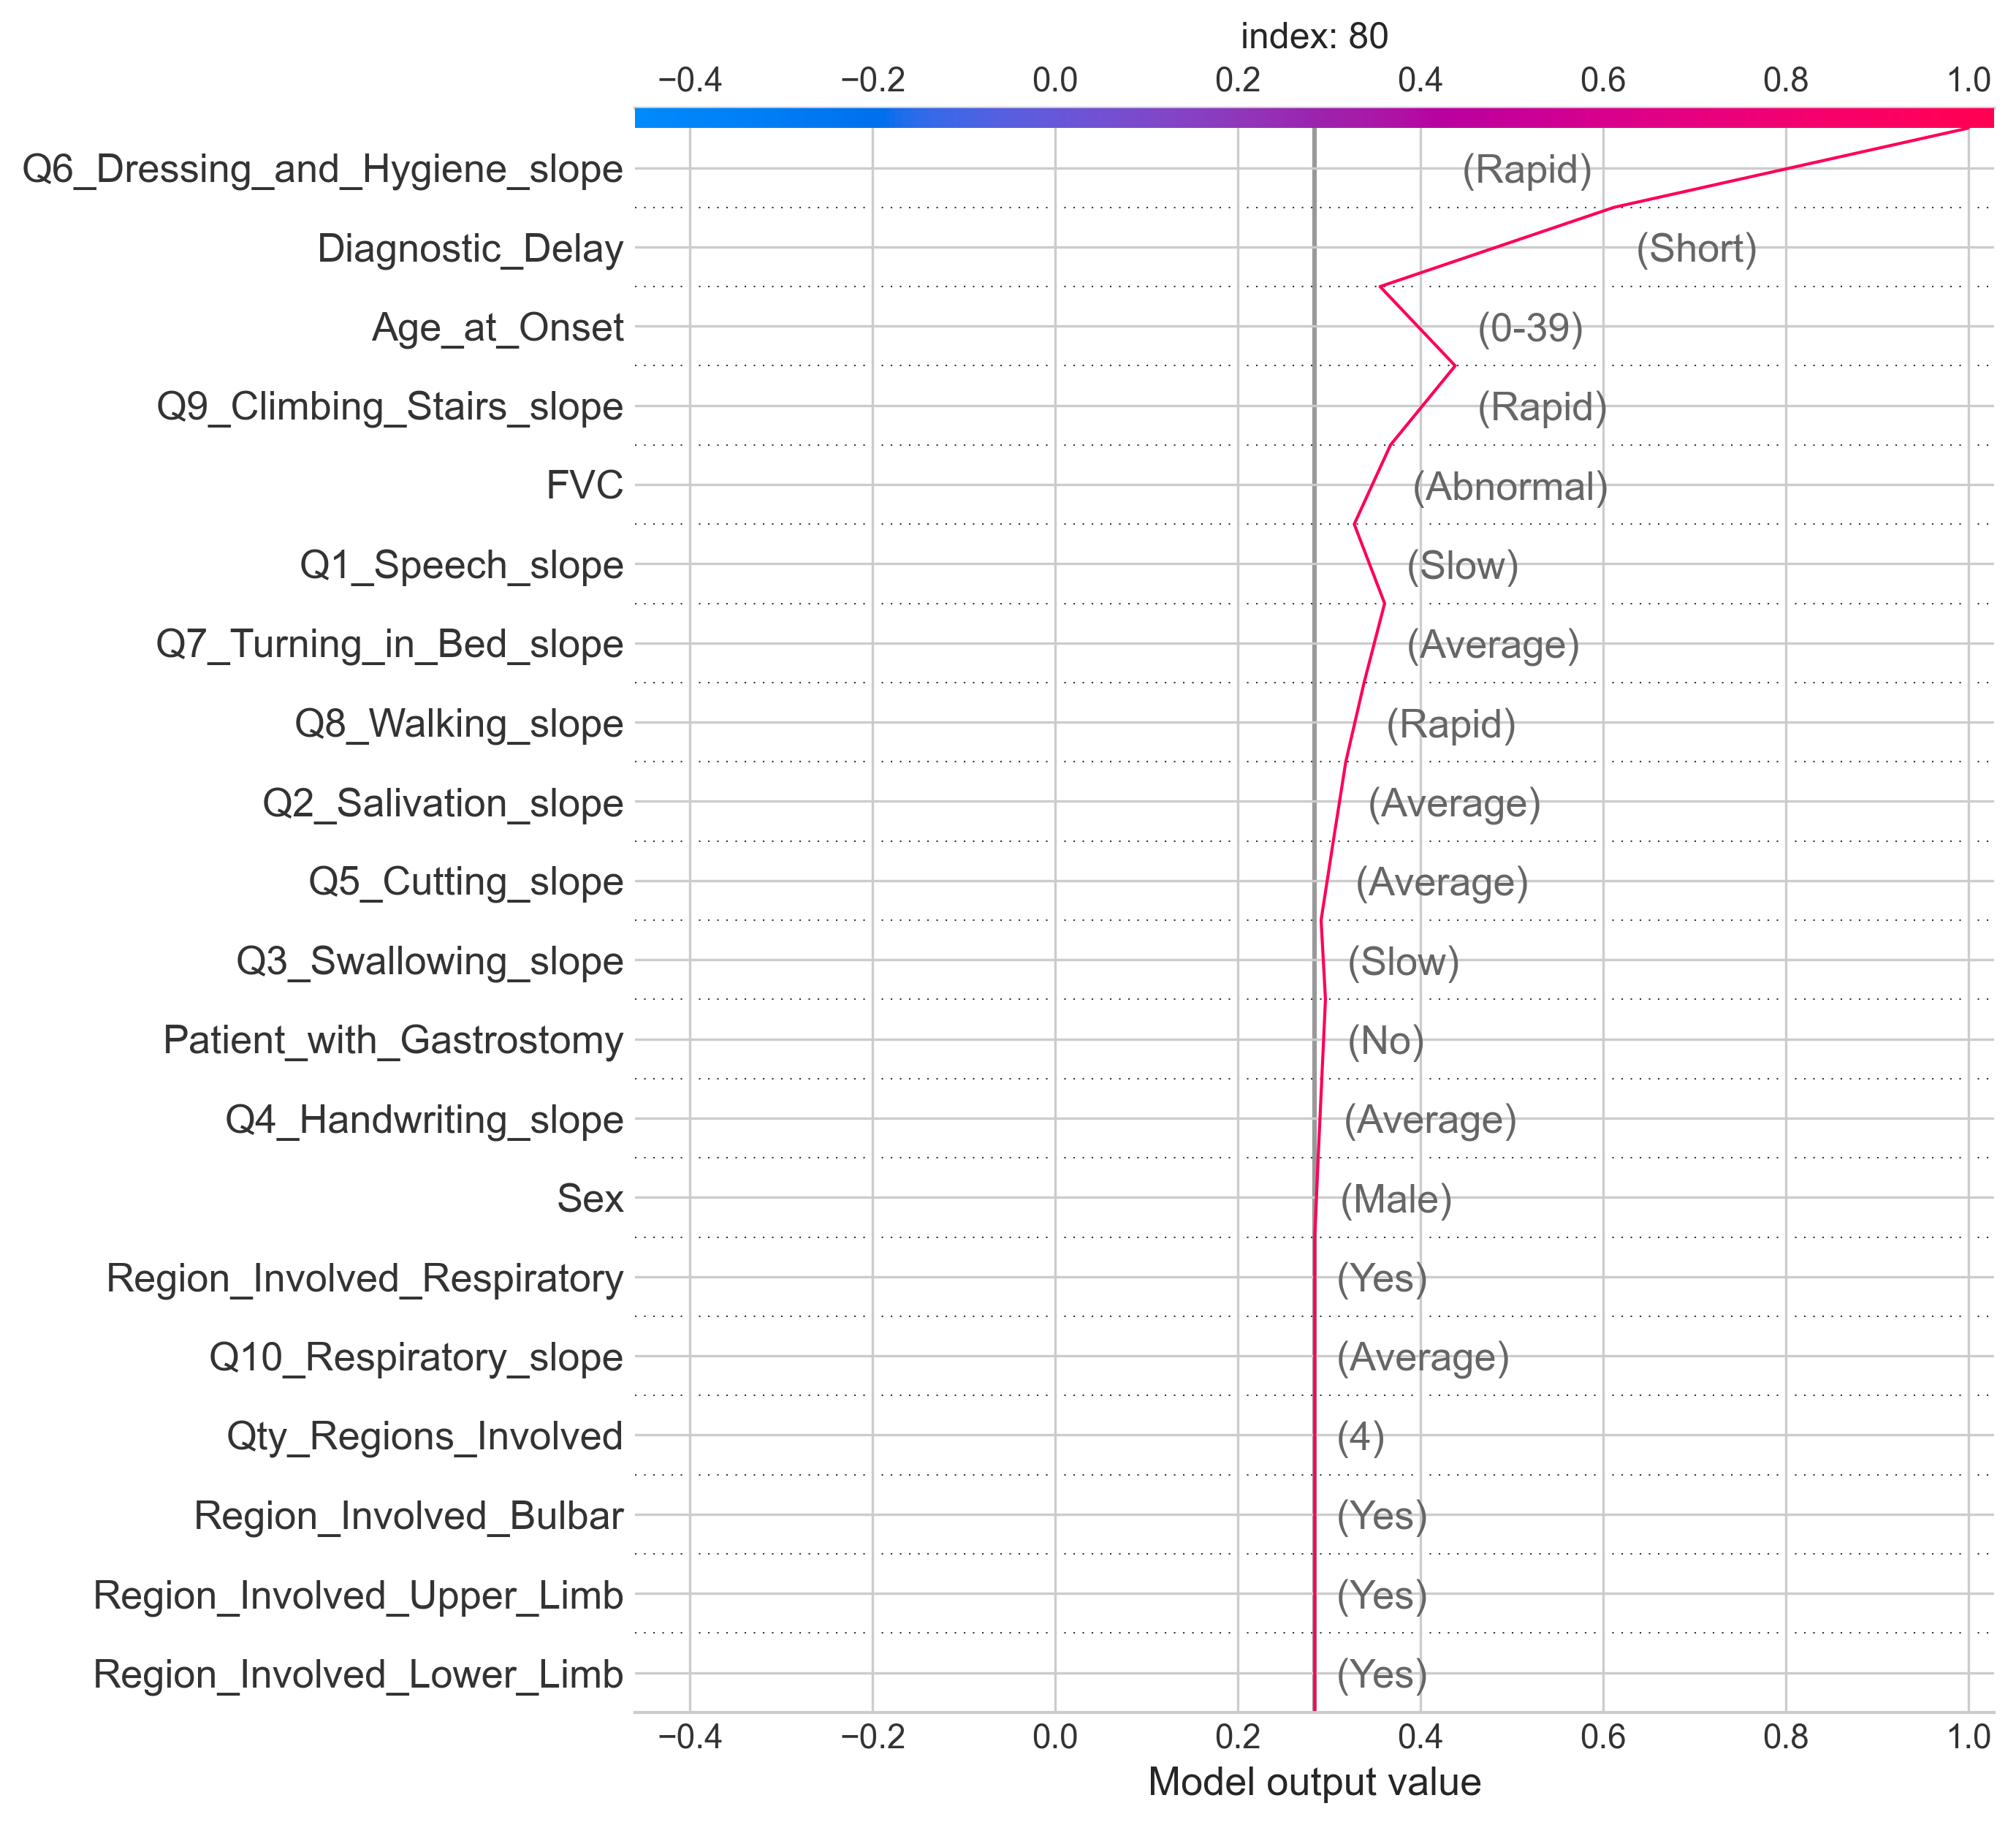 index: 80
−0.4 −0.2 0.0 0.2 0.4 0.6 0.8 1.0
Q6_Dressing_and_Hygiene_slope (Rapid)
Diagnostic_Delay (Short)
Age_at_Onset (0-39)
Q9_Climbing_Stairs_slope (Rapid)
FVC (Abnormal)
Q1_Speech_slope (Slow)
Q7_Turning_in_Bed_slope (Average)
Q8_Walking_slope (Rapid)
Q2_Salivation_slope (Average)
Q5_Cutting_slope (Average)
Q3_Swallowing_slope (Slow)
Patient_with_Gastrostomy (No)
Q4_Handwriting_slope (Average)
Sex (Male)
Region_Involved_Respiratory (Yes)
Q10_Respiratory_slope (Average)
Qty_Regions_Involved (4)
Region_Involved_Bulbar (Yes)
Region_Involved_Upper_Limb (Yes)
Region_Involved_Lower_Limb (Yes)
−0.4 −0.2 0.0 0.2 0.4 0.6 0.8 1.0
Model output value